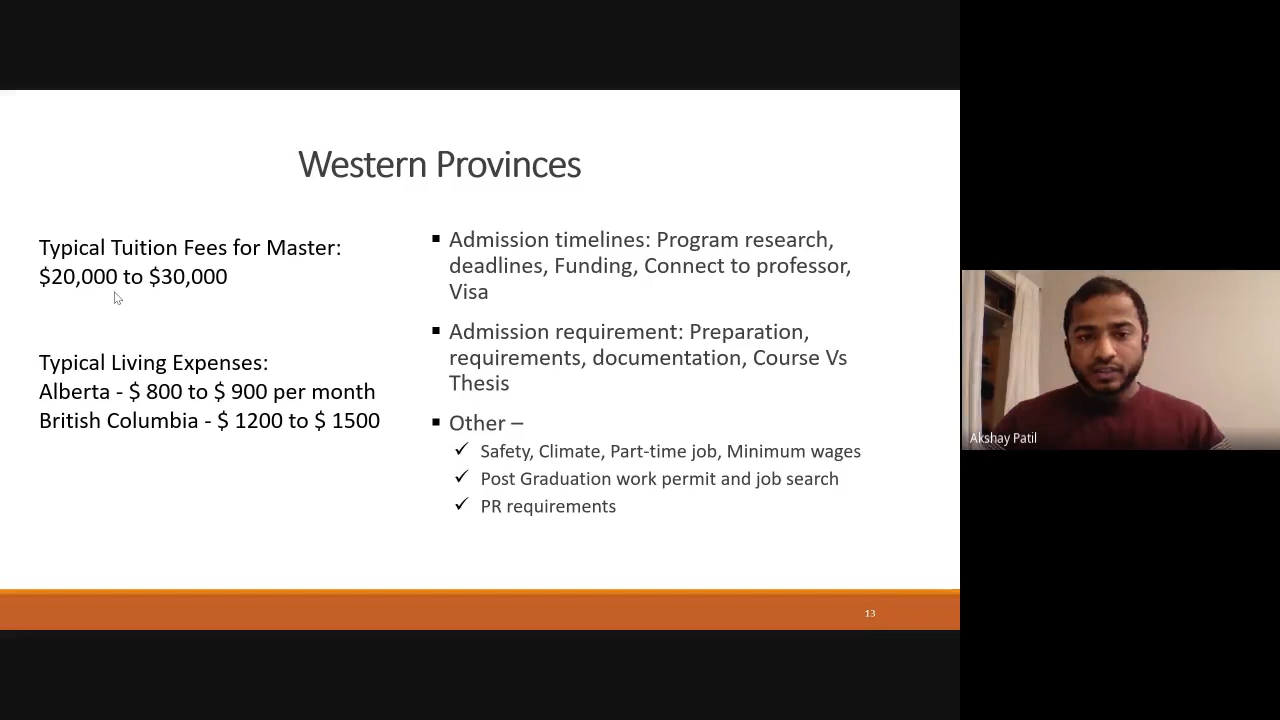 Western Provinces
Typical Tuition Fees for Master:
$20,000 to $30,000
Typical Living Expenses:
Alberta - $ 800 to $ 900 per month
British Columbia - $ 1200 to $ 1500
Admission timelines: Program research,
deadlines, Funding, Connect to professor,
Visa
Admission requirement: Preparation,
requirements, documentation, Course Vs
Thesis
Other –
Safety, Climate, Part-time job, Minimum wages
Post Graduation work permit and job search
PR requirements
13
Akshay Patil